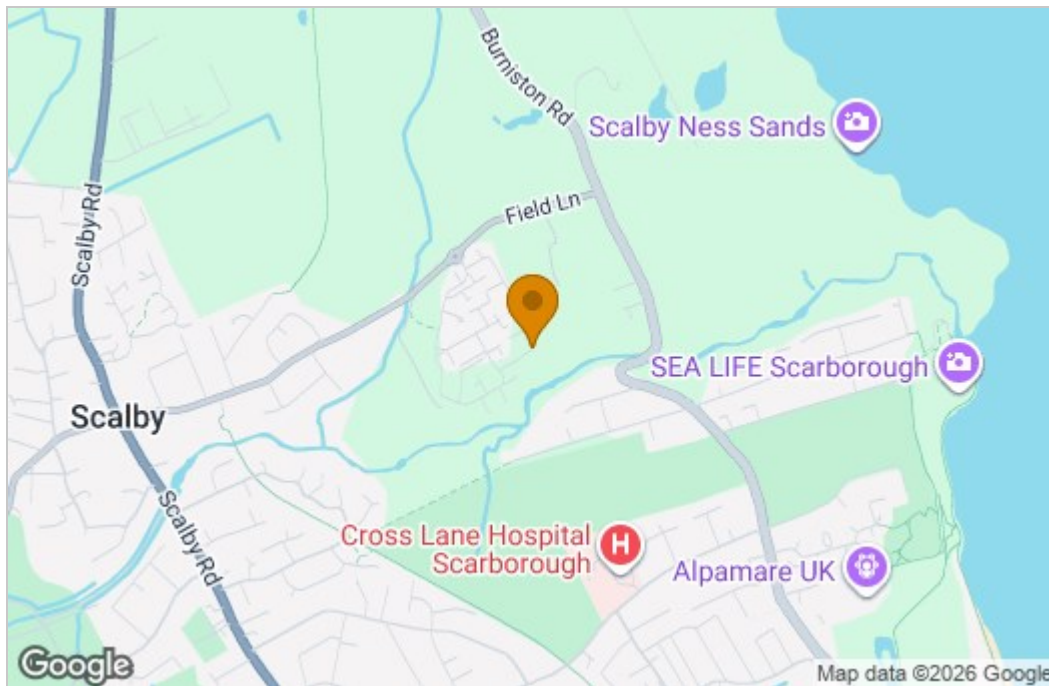 Burniston Rd
Scalby Ness Sands
Scalby Rd
Field Ln
SEA LIFE Scarborough
Scalby
Scalby Rd
Cross Lane Hospital
Scarborough
H
Alpamare UK
Google
Map data ©2026 Google